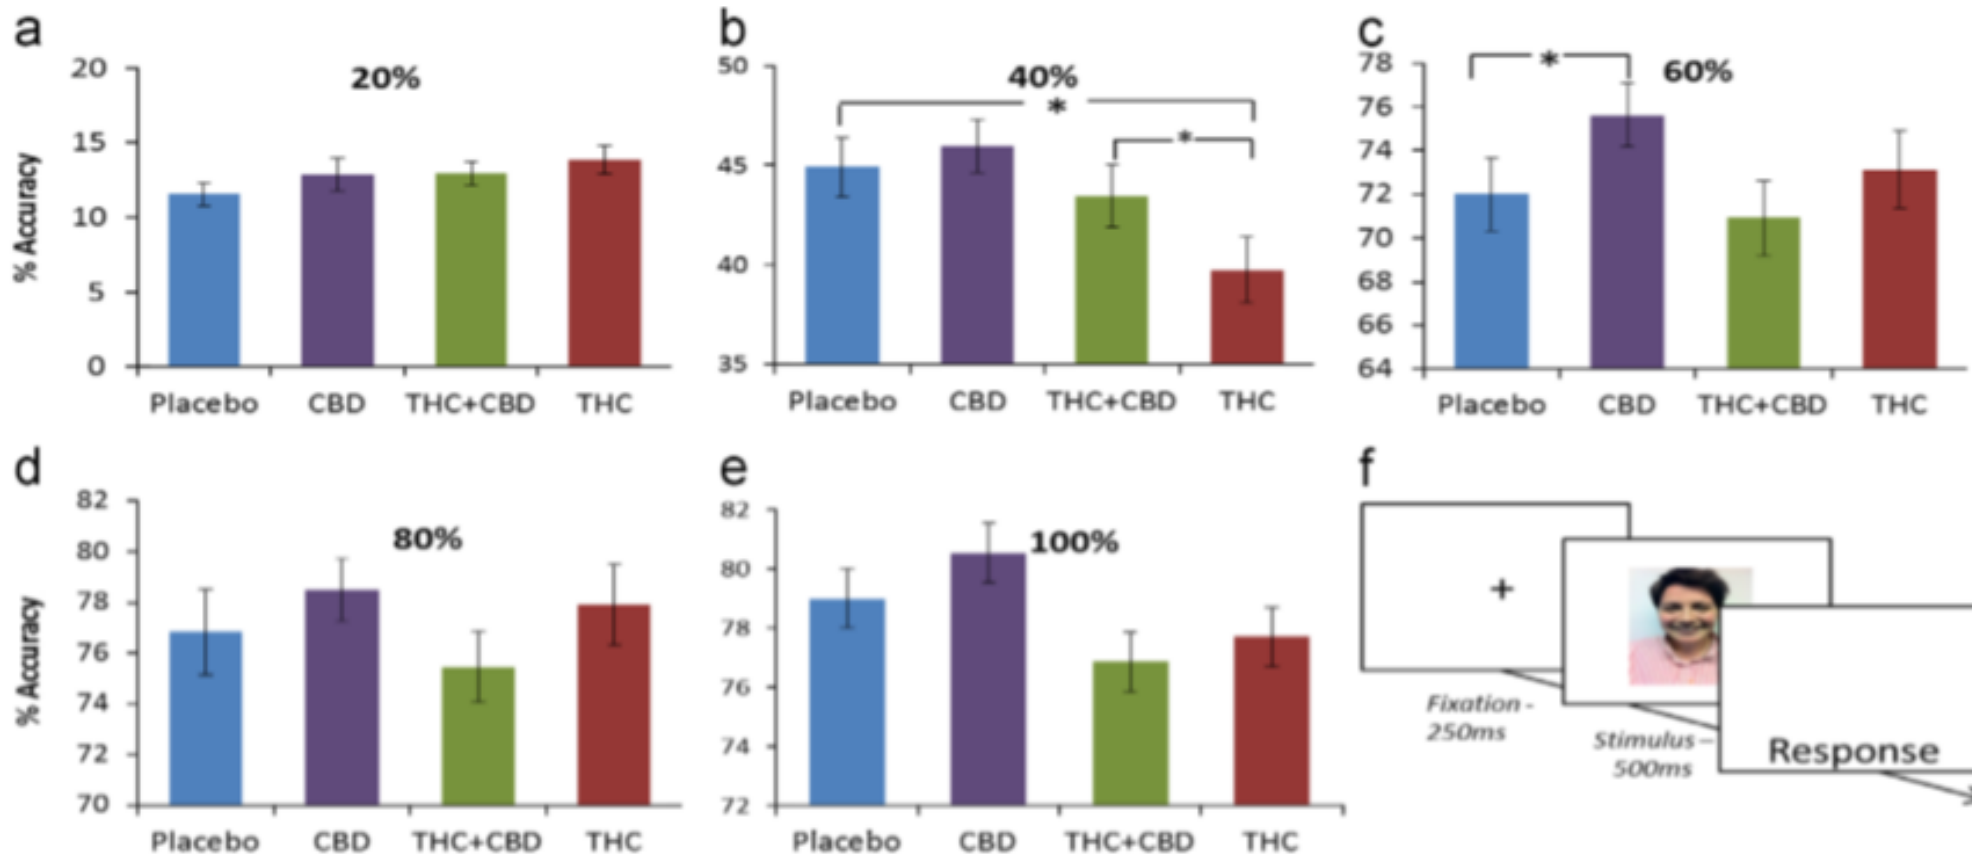 a
20%
% Accuracy
20
15
10
5
0
Placebo CBD THC+CBD THC
b
40%
50
45
40
35
*
*
Placebo CBD THC+CBD THC
c
60%
78
76
74
72
70
68
66
64
*
Placebo CBD THC+CBD THC
d
80%
% Accuracy
82
80
78
76
74
72
70
Placebo CBD THC+CBD THC
e
100%
82
80
78
76
74
72
Placebo CBD THC+CBD THC
f
+
Fixation -
250ms
Stimulus –
500ms
Response